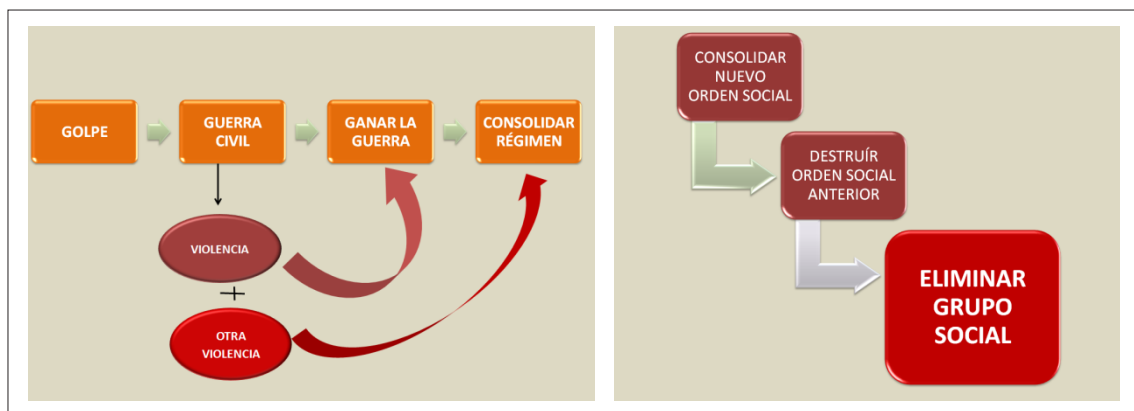 GOLPE
GUERRA
CIVIL
GANAR LA
GUERRA
CONSOLIDAR
RÉGIMEN
VIOLENCIA
+
OTRA
VIOLENCIA
CONSOLIDAR
NUEVO
ORDEN SOCIAL
DESTRUÍR
ORDEN SOCIAL
ANTERIOR
ELIMINAR
GRUPO
SOCIAL